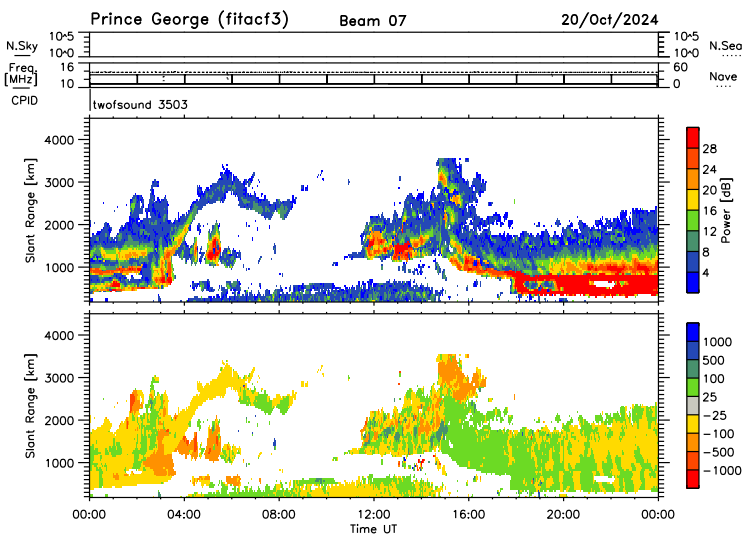 Prince George (fitacf3) Beam 07 20/Oct/2024
N.Sky 10^5 10^5 N.Sea
10^0 10^0
Freq 16 60 Nave
[MHz] 10 0
CPID twofsound 3503
Slant Range [km]
4000
3000
2000
1000
Power [dB]
28
24
20
16
12
8
4
Slant Range [km]
4000
3000
2000
1000
1000
500
100
25
-25
-100
-500
-1000
00:00 04:00 08:00 12:00 16:00 20:00 00:00
Time UT